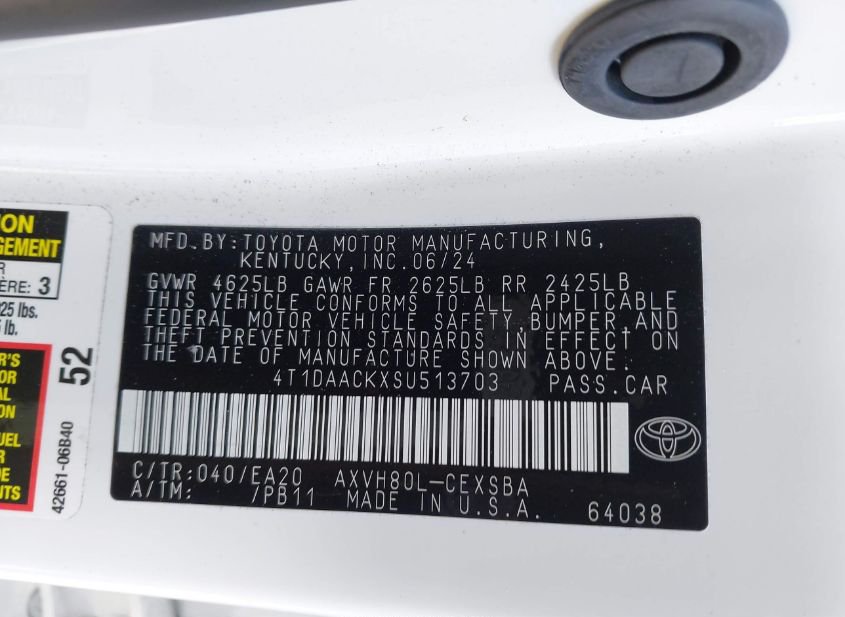 MFD.BY:TOYOTA MOTOR MANUFACTURING,
KENTUCKY, INC.06/24
GVWR 4625LB GAWR FR 2625LB RR 2425LB
THIS VEHICLE CONFORMS TO ALL APPLICABLE
FEDERAL MOTOR VEHICLE SAFETY,BUMPER,AND
THEFT PREVENTION STANDARDS IN EFFECT ON
THE DATE OF MANUFACTURE SHOWN ABOVE.
4T1DAACKXSU513703 PASS.CAR
C/TR:040/EA20 AXVH80L-CEXSBA
A/TM: /PB11 MADE IN U.S.A. 64038
3
lbs.
lb.
52
42661-06B40